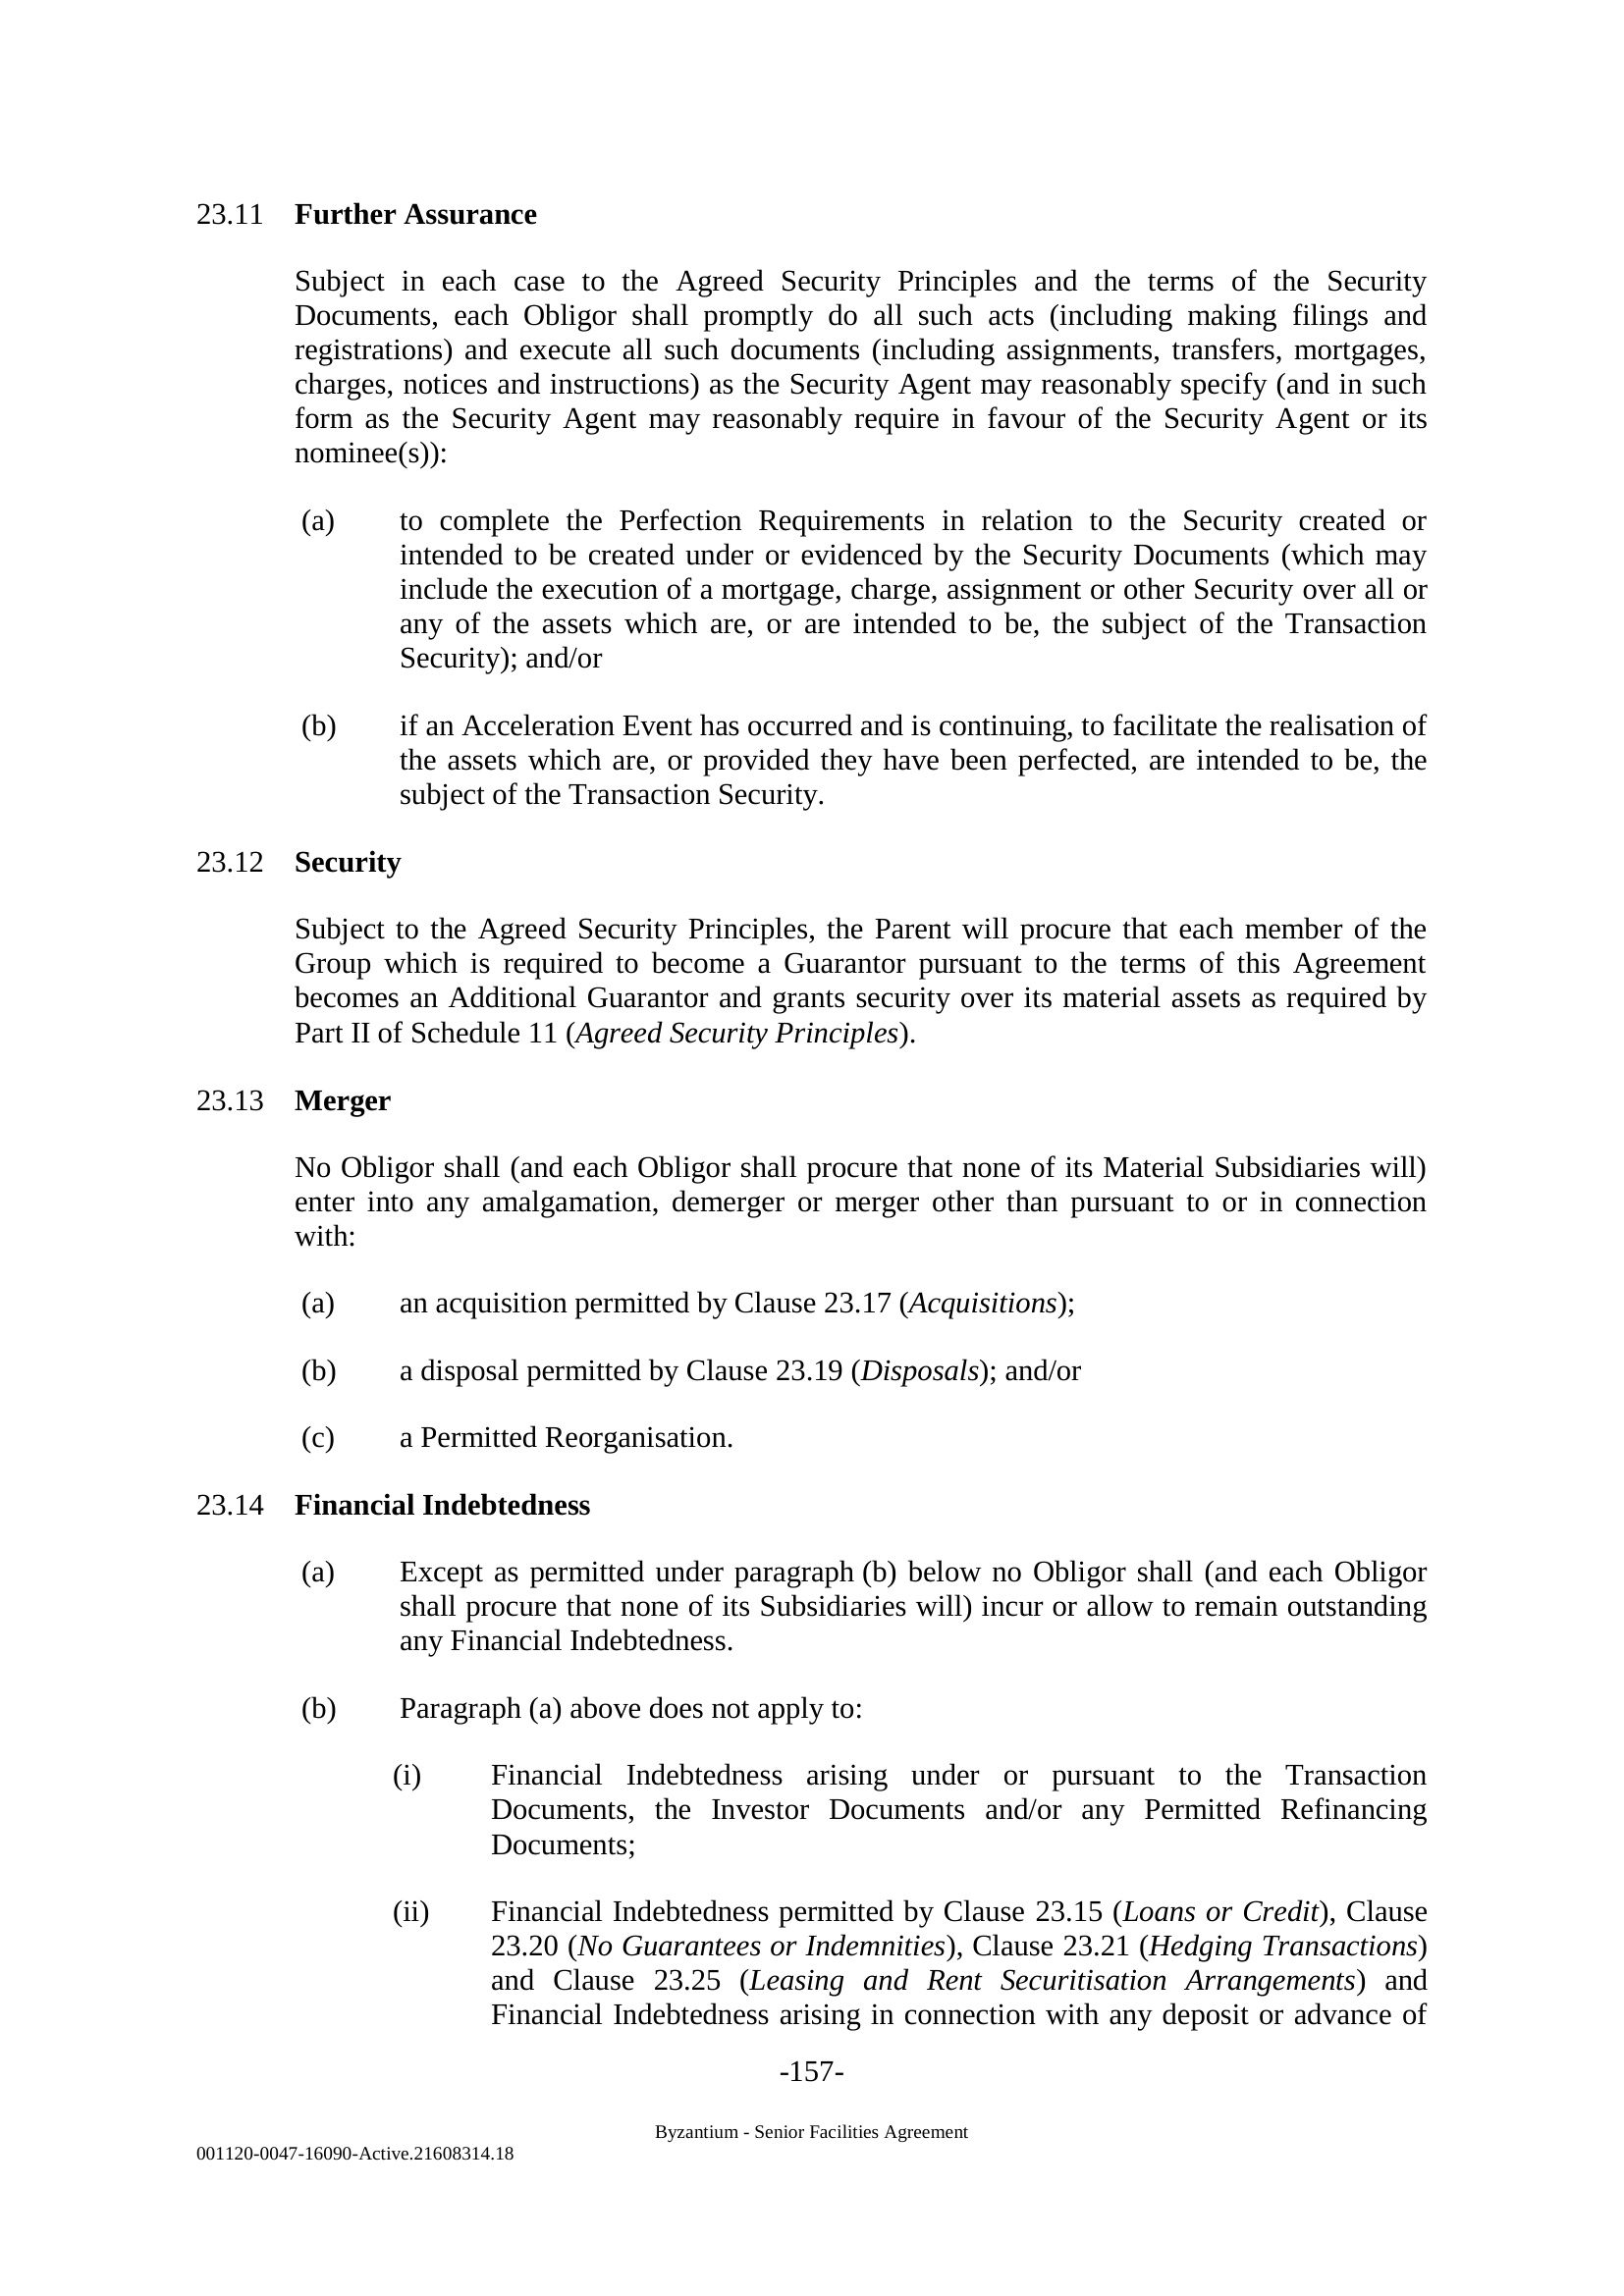 23.11 Further Assurance
Subject in each case to the Agreed Security Principles and the terms of the Security
Documents, each Obligor shall promptly do all such acts (including making filings and
registrations) and execute all such documents (including assignments, transfers, mortgages,
charges, notices and instructions) as the Security Agent may reasonably specify (and in such
form as the Security Agent may reasonably require in favour of the Security Agent or its
nominee(s)):
(a) to complete the Perfection Requirements in relation to the Security created or
intended to be created under or evidenced by the Security Documents (which may
include the execution of a mortgage, charge, assignment or other Security over all or
any of the assets which are, or are intended to be, the subject of the Transaction
Security); and/or
(b) if an Acceleration Event has occurred and is continuing, to facilitate the realisation of
the assets which are, or provided they have been perfected, are intended to be, the
subject of the Transaction Security.
23.12 Security
Subject to the Agreed Security Principles, the Parent will procure that each member of the
Group which is required to become a Guarantor pursuant to the terms of this Agreement
becomes an Additional Guarantor and grants security over its material assets as required by
Part II of Schedule 11 (Agreed Security Principles).
23.13 Merger
No Obligor shall (and each Obligor shall procure that none of its Material Subsidiaries will)
enter into any amalgamation, demerger or merger other than pursuant to or in connection
with:
(a) an acquisition permitted by Clause 23.17 (Acquisitions);
(b) a disposal permitted by Clause 23.19 (Disposals); and/or
(c) a Permitted Reorganisation.
23.14 Financial Indebtedness
(a) Except as permitted under paragraph (b) below no Obligor shall (and each Obligor
shall procure that none of its Subsidiaries will) incur or allow to remain outstanding
any Financial Indebtedness.
(b) Paragraph (a) above does not apply to:
(i) Financial Indebtedness arising under or pursuant to the Transaction
Documents, the Investor Documents and/or any Permitted Refinancing
Documents;
(ii) Financial Indebtedness permitted by Clause 23.15 (Loans or Credit), Clause
23.20 (No Guarantees or Indemnities), Clause 23.21 (Hedging Transactions)
and Clause 23.25 (Leasing and Rent Securitisation Arrangements) and
Financial Indebtedness arising in connection with any deposit or advance of
-157-
Byzantium - Senior Facilities Agreement
001120-0047-16090-Active.21608314.18